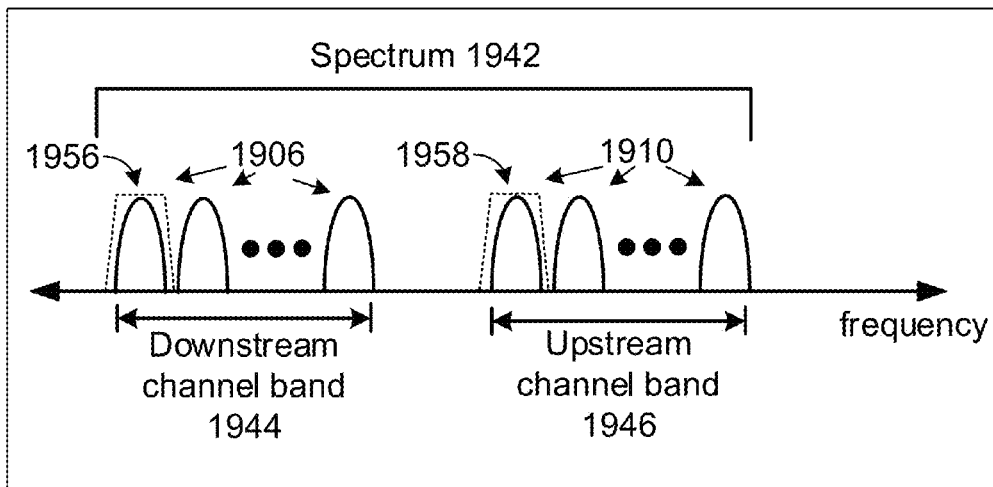 Spectrum 1942
1956
1906
1958
1910
frequency
Downstream
channel band
1944
Upstream
channel band
1946